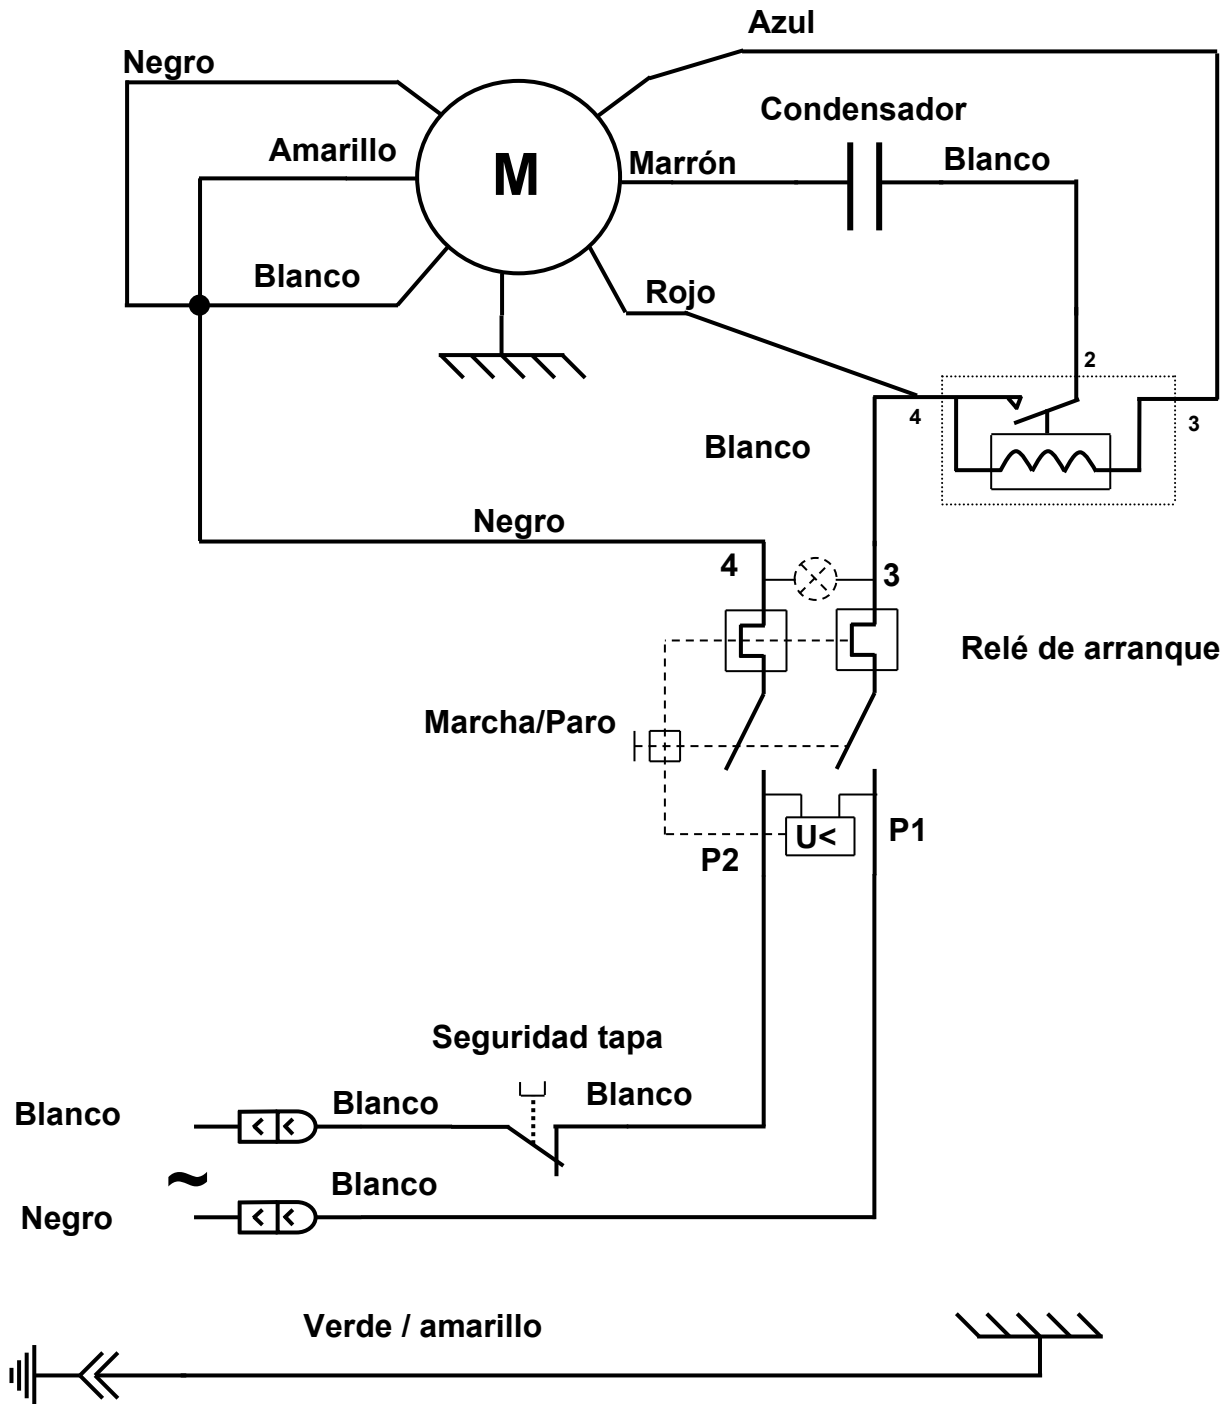 Azul
Negro
Condensador
Amarillo
M
Marrón
Blanco
Blanco
Rojo
2
4
3
Blanco
Negro
4
3
Relé de arranque
Marcha/Paro
U<
P1
P2
Seguridad tapa
Blanco
Blanco
Blanco
~
Blanco
Negro
Verde / amarillo